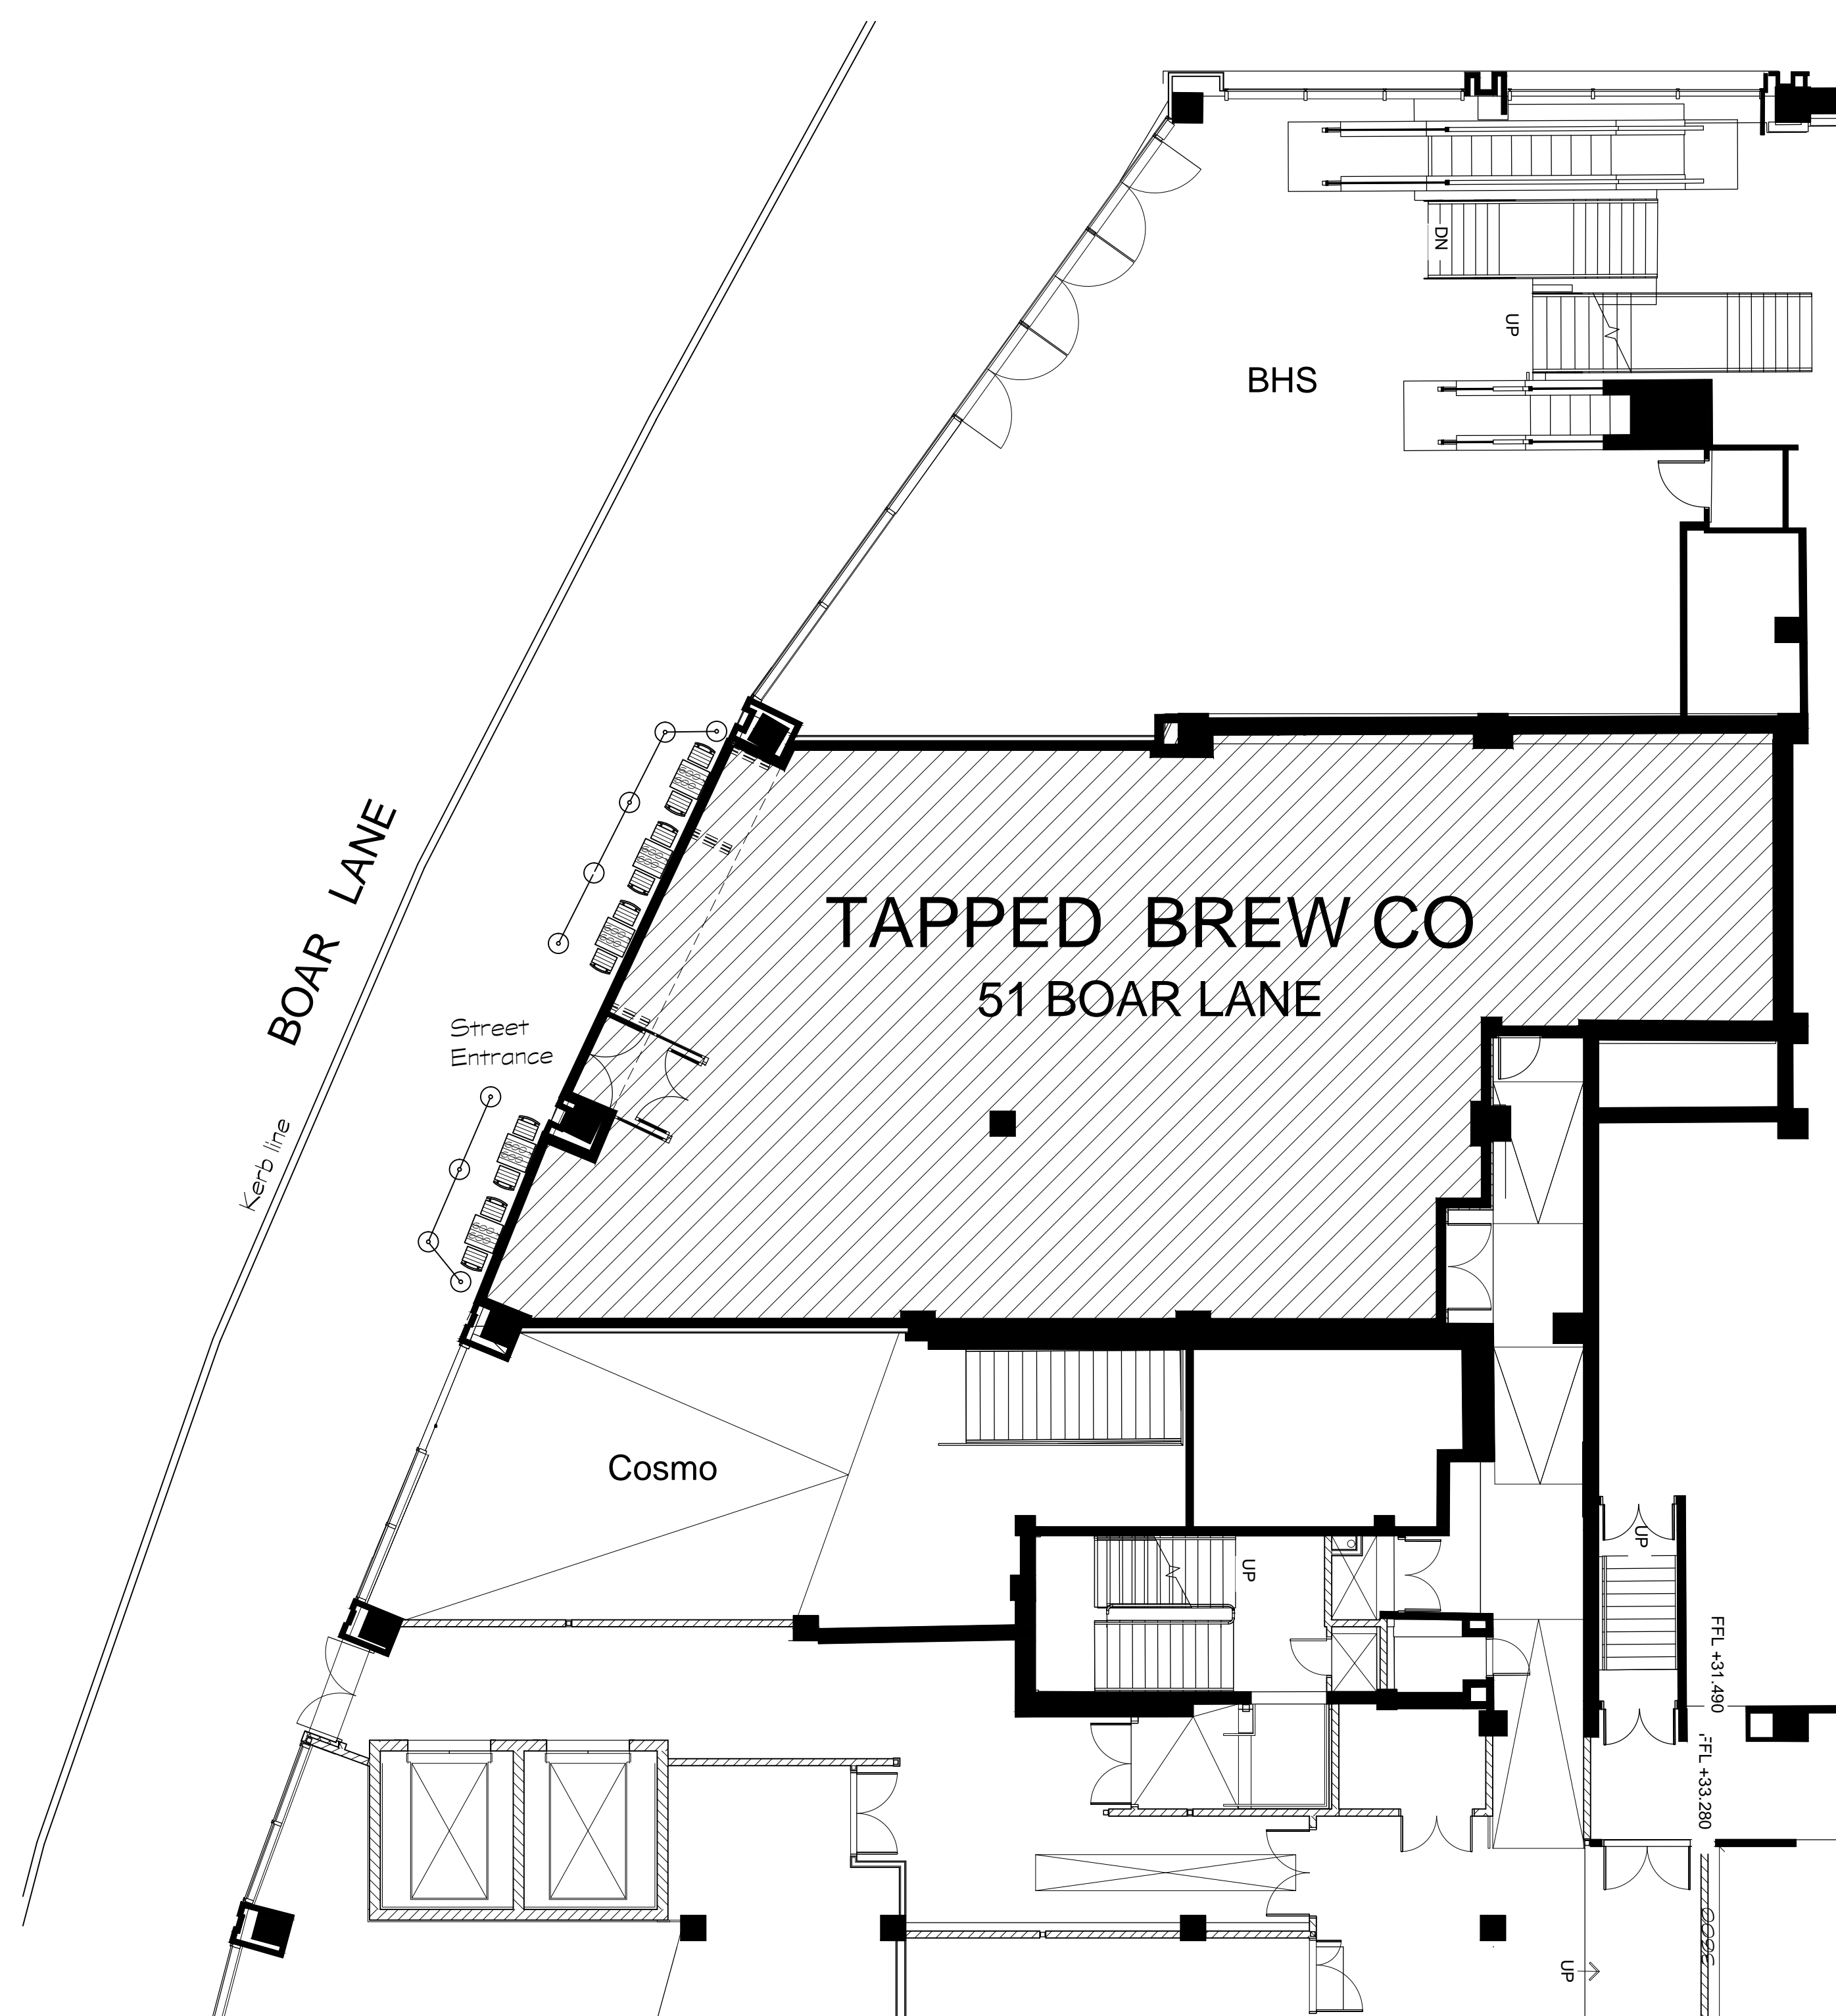 DN
UP
BHS
BOAR LANE
TAPPED BREW CO
51 BOAR LANE
Street
Entrance
Kerb line
Cosmo
UP
UP
FFL +31.490
FFL +33.280
UP